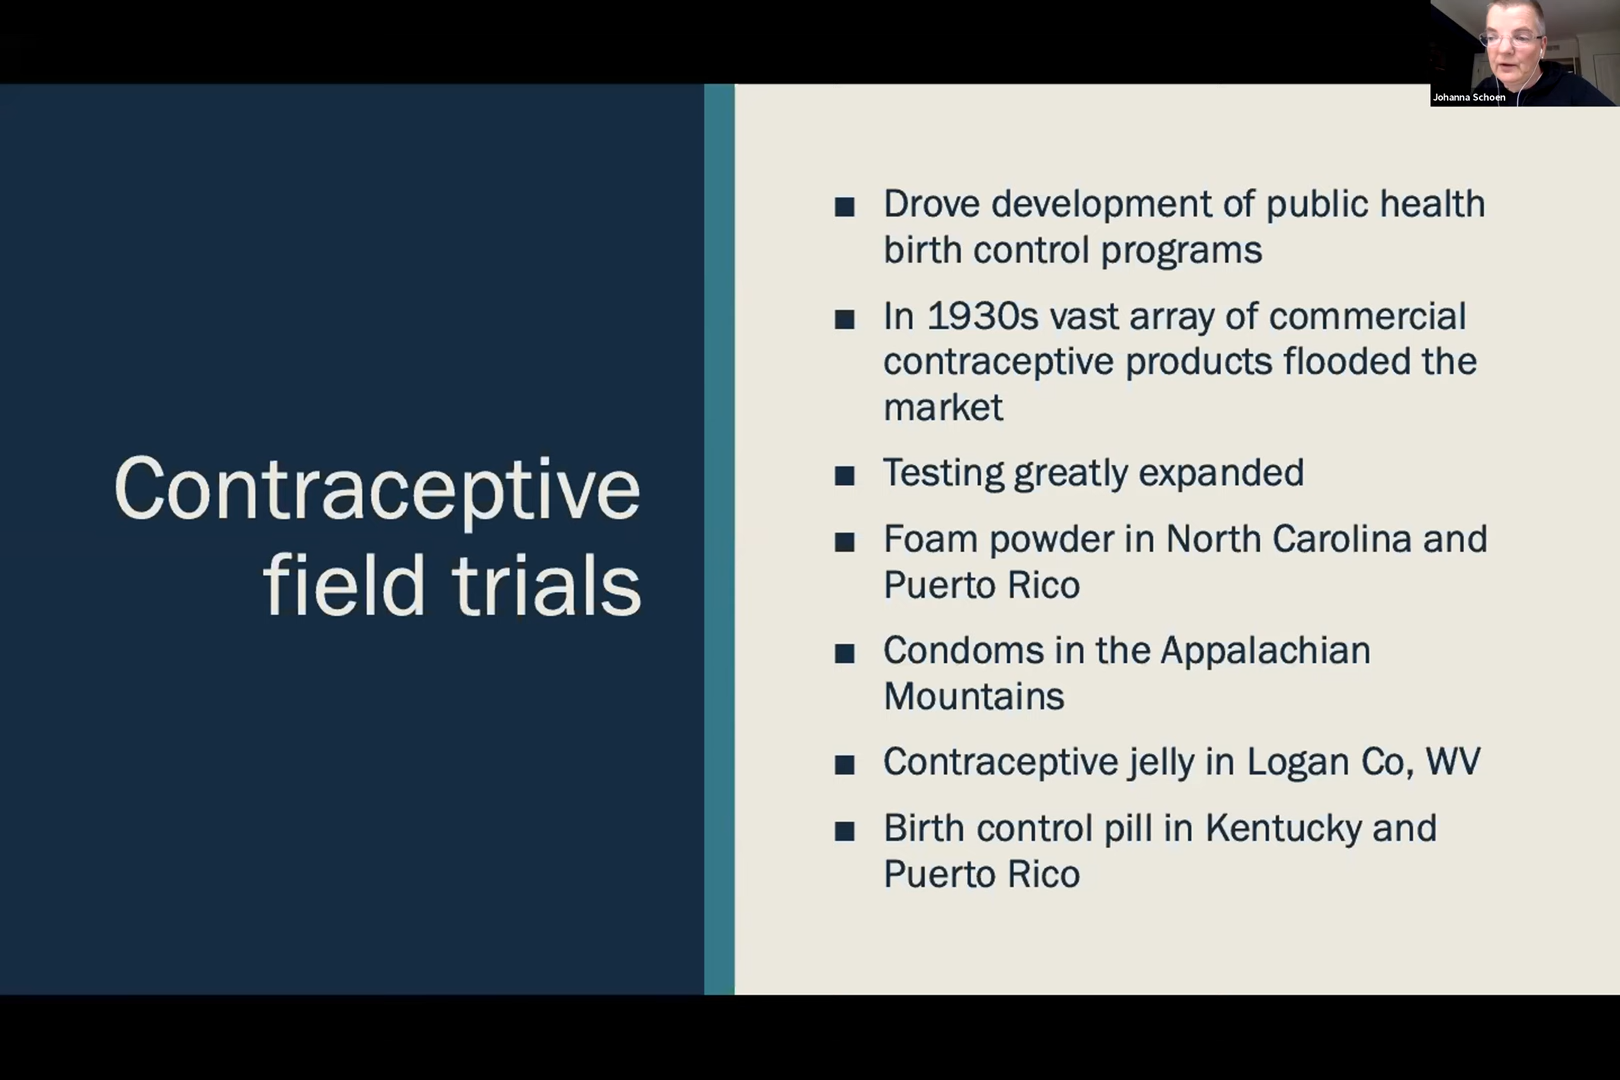 Johanna Schoen
Contraceptive
field trials
■ Drove development of public health
birth control programs
■ In 1930s vast array of commercial
contraceptive products flooded the
market
■ Testing greatly expanded
■ Foam powder in North Carolina and
Puerto Rico
■ Condoms in the Appalachian
Mountains
■ Contraceptive jelly in Logan Co, WV
■ Birth control pill in Kentucky and
Puerto Rico